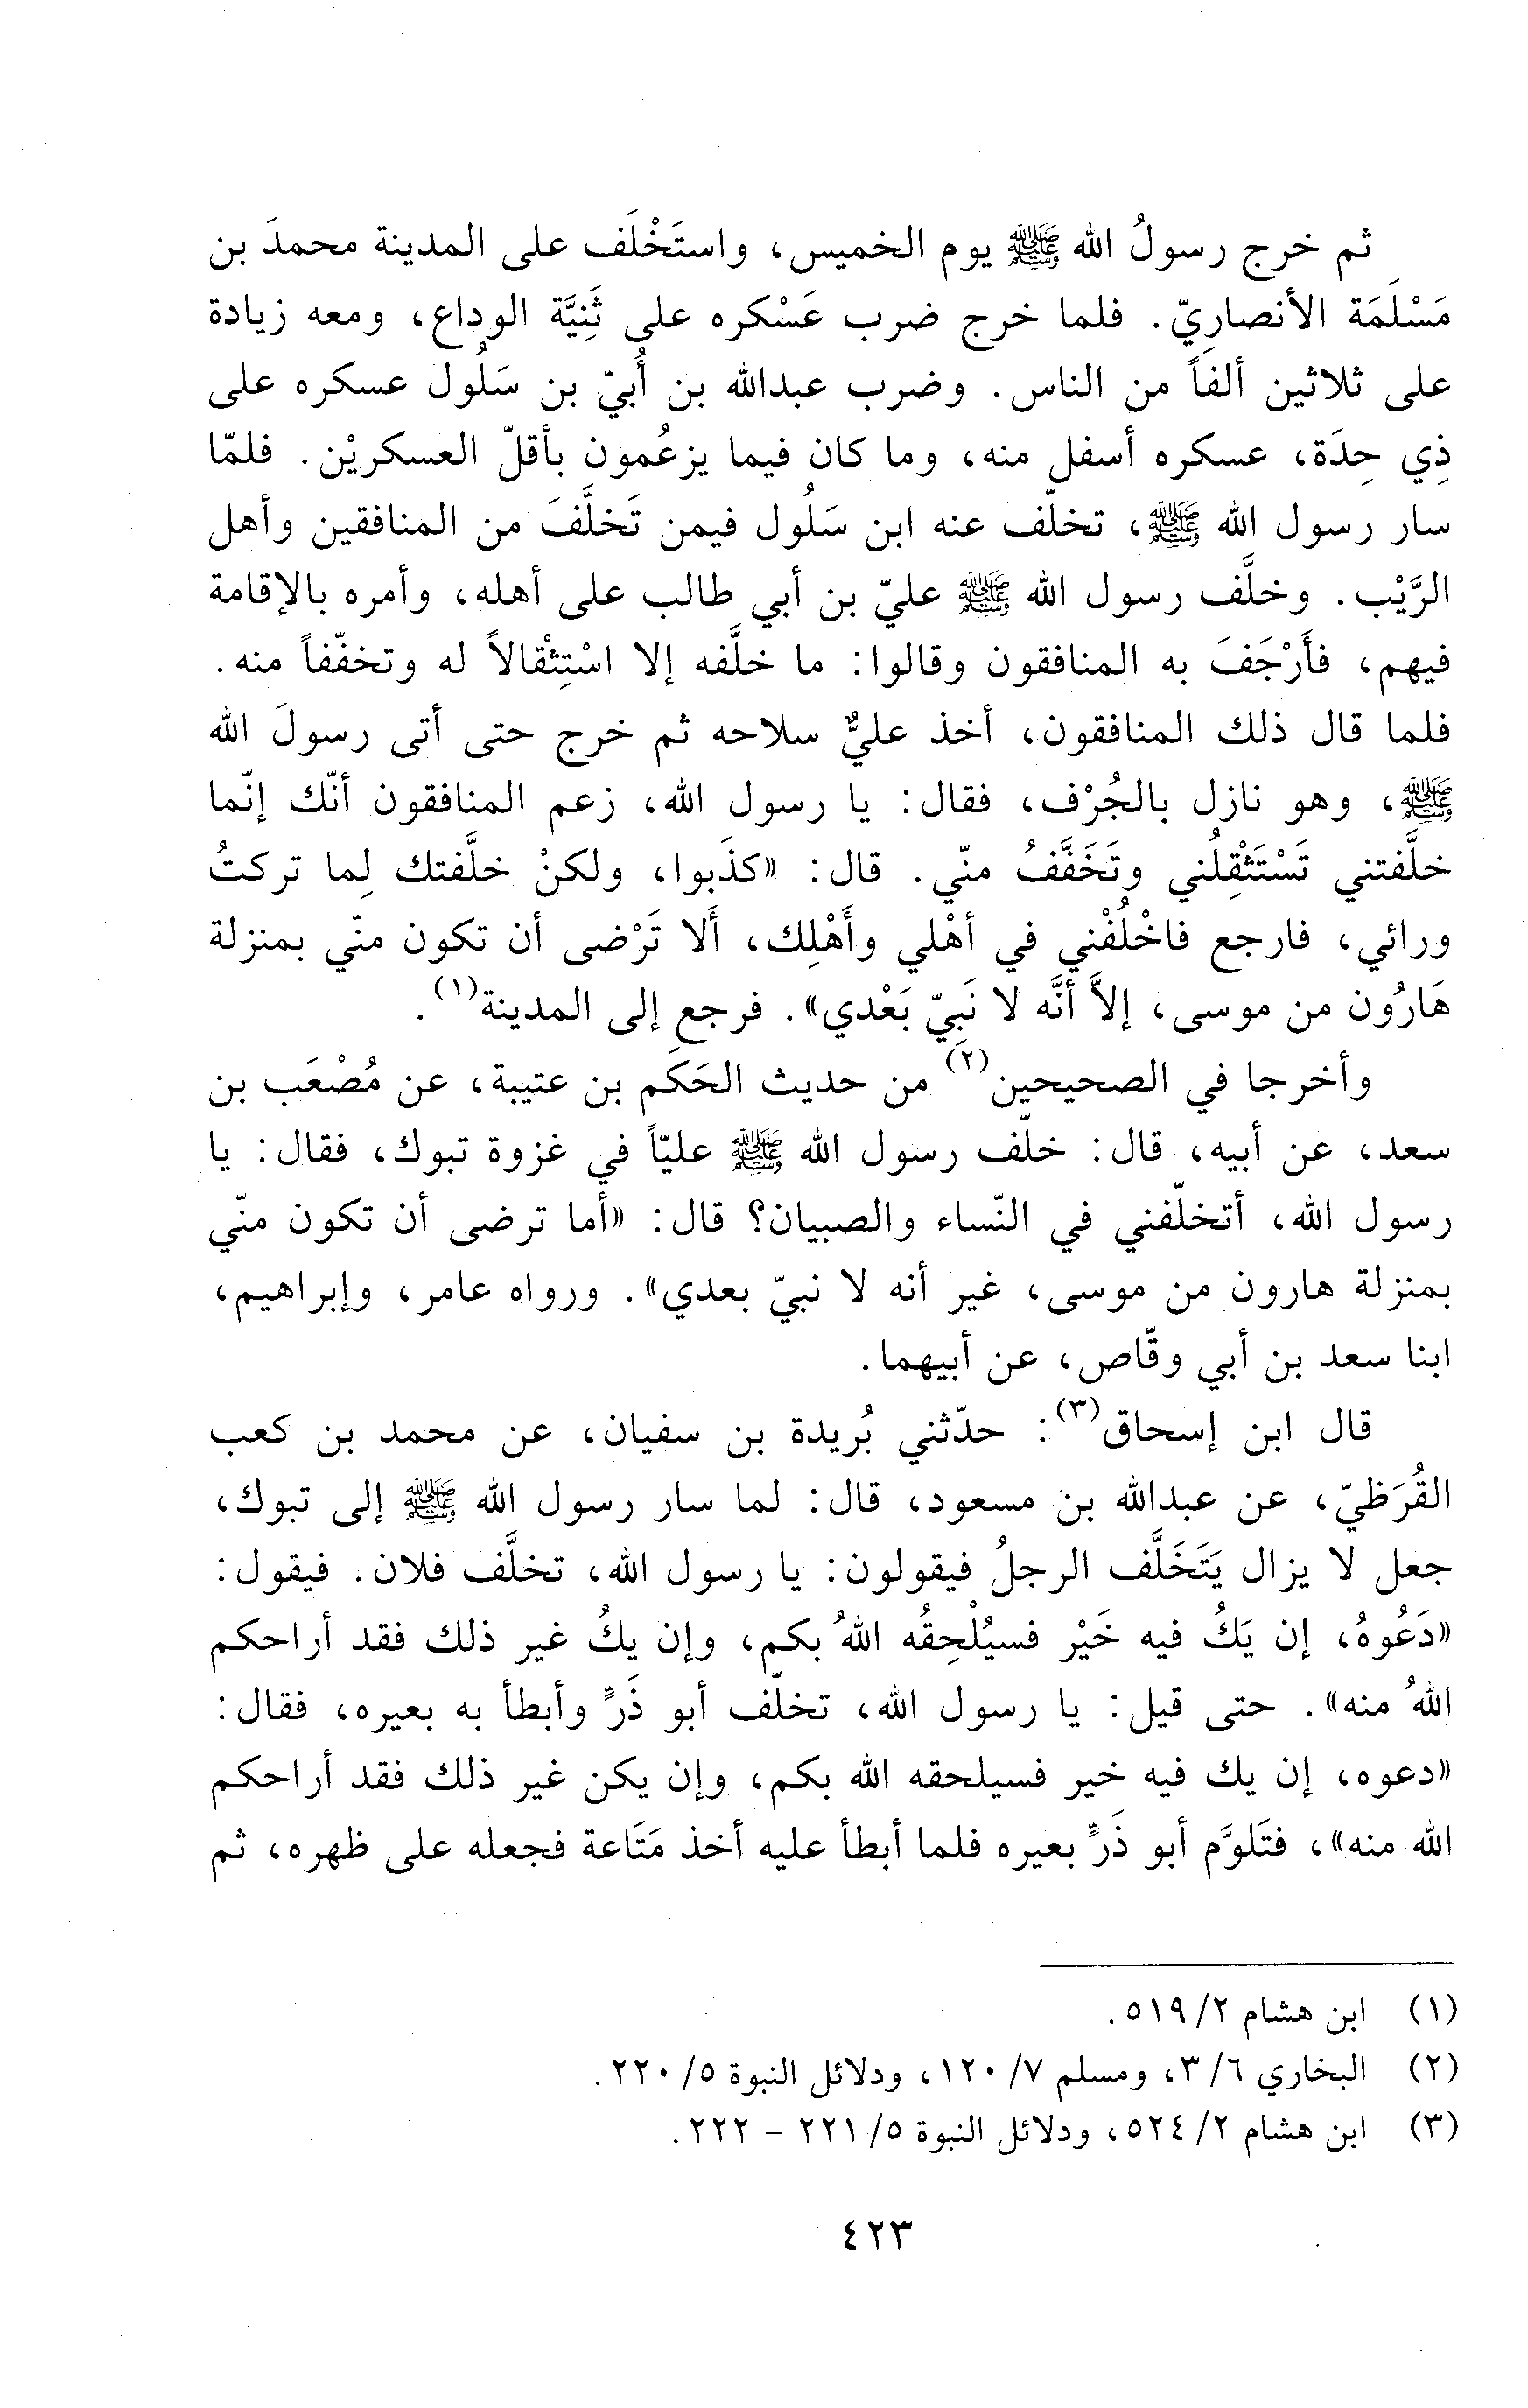 ثم خرج رسولُ الله ﷺ يوم الخميس، واستَخْلَف على المدينة محمدَ بن
مَسْلَمَة الأنصارِيّ. فلما خرج ضرب عَسْكره على ثَنِيَّة الوداع، ومعه زيادة
على ثلاثين ألفاً من الناس. وضرب عبدالله بن أُبيّ بن سَلُول عسكره على
ذِي حِدَة، عسكره أسفل منه، وما كان فيما يزعُمون بأقلّ العسكريْن. فلمّا
سار رسول الله ﷺ، تخلّف عنه ابن سَلُول فيمن تَخلَّفَ من المنافقين وأهل
الرَّيْب. وخلَّف رسول الله ﷺ عليّ بن أبي طالب على أهله، وأمره بالإقامة
فيهم، فأَرْجَفَ به المنافقون وقالوا: ما خلَّفه إلا اسْتِثْقالاً له وتخفّفاً منه.
فلما قال ذلك المنافقون، أخذ عليٌّ سلاحه ثم خرج حتى أتى رسولَ الله
ﷺ، وهو نازل بالجُرْف، فقال: يا رسول الله، زعم المنافقون أنّك إنّما
خلَّفتني تَسْتَثْقِلُني وتَخَفَّفُ منّي. قال: «كذَبوا، ولكنْ خلَّفتك لِما تركتُ
ورائي، فارجع فاخْلُفْني في أهْلي وأَهْلِك، أَلا تَرْضى أن تكون منّي بمنزلة
هَارُون من موسى، إلاَّ أنَّه لا نَبِيّ بَعْدي». فرجع إلى المدينة(١).
وأخرجا في الصحيحين(٢) من حديث الحَكَم بن عتيبة، عن مُصْعَب بن
سعد، عن أبيه، قال: خلّف رسول الله ﷺ عليّاً في غزوة تبوك، فقال: يا
رسول الله، أتخلّفني في النّساء والصبيان؟ قال: «أما ترضى أن تكون منّي
بمنزلة هارون من موسى، غير أنه لا نبيّ بعدي». ورواه عامر، وإبراهيم،
ابنا سعد بن أبي وقّاص، عن أبيهما.
قال ابن إسحاق(٣): حدّثني بُريدة بن سفيان، عن محمد بن كعب
القُرَظيّ، عن عبدالله بن مسعود، قال: لما سار رسول الله ﷺ إلى تبوك،
جعل لا يزال يَتَخَلَّف الرجلُ فيقولون: يا رسول الله، تخلَّف فلان. فيقول:
«دَعُوهُ، إن يَكُ فيه خَيْر فسيُلْحِقُه اللهُ بكم، وإن يكُ غير ذلك فقد أراحكم
اللهُ منه». حتى قيل: يا رسول الله، تخلّف أبو ذَرٍّ وأبطأ به بعيره، فقال:
«دعوه، إن يك فيه خير فسيلحقه الله بكم، وإن يكن غير ذلك فقد أراحكم
الله منه»، فتَلوَّم أبو ذَرٍّ بعيره فلما أبطأ عليه أخذ مَتَاعة فجعله على ظهره، ثم
(١) ابن هشام ٢/ ٥١٩.
(٢) البخاري ٦/ ٣، ومسلم ٧/ ١٢٠، ودلائل النبوة ٥/ ٢٢٠.
(٣) ابن هشام ٢/ ٥٢٤، ودلائل النبوة ٥/ ٢٢١ - ٢٢٢.
٤٢٣